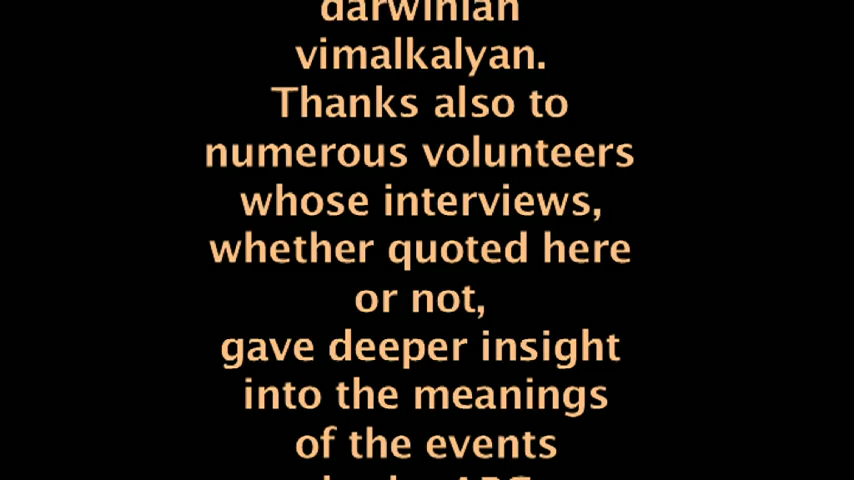 darwinian
vimalkalyan.
Thanks also to
numerous volunteers
whose interviews,
whether quoted here
or not,
gave deeper insight
into the meanings
of the events